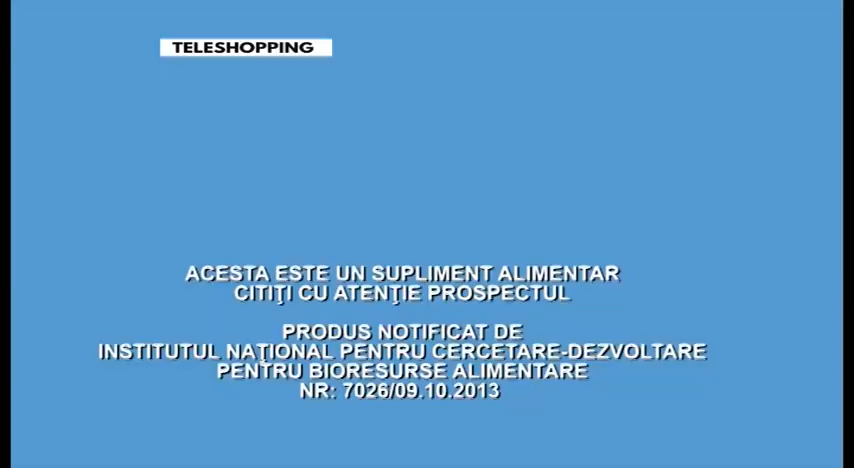 TELESHOPPING
ACESTA ESTE UN SUPLIMENT ALIMENTAR
CITIŢI CU ATENŢIE PROSPECTUL
PRODUS NOTIFICAT DE
INSTITUTUL NAŢIONAL PENTRU CERCETARE-DEZVOLTARE
PENTRU BIORESURSE ALIMENTARE
NR: 7026/09.10.2013